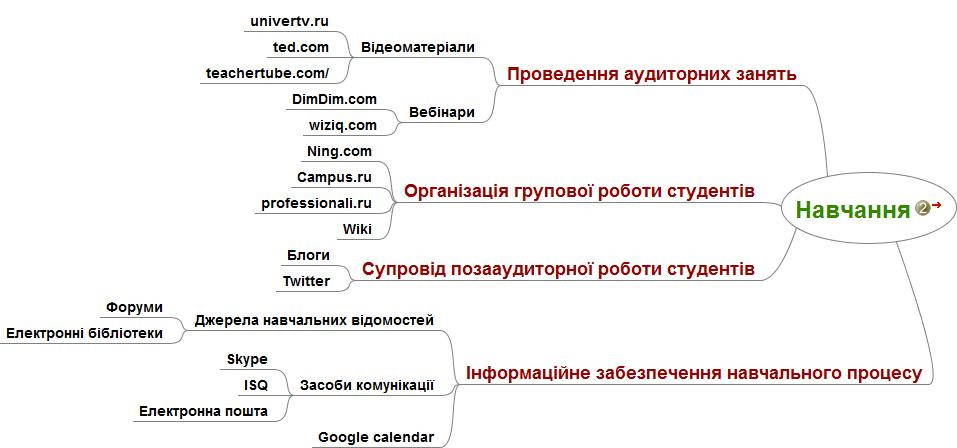 Навчання 2
Проведення аудиторних занять
Відеоматеріали
univertv.ru
ted.com
teachertube.com/
Вебінари
DimDim.com
wiziq.com
Організація групової роботи студентів
Ning.com
Campus.ru
professionali.ru
Wiki
Супровід позааудиторної роботи студентів
Блоги
Twitter
Інформаційне забезпечення навчального процесу
Джерела навчальних відомостей
Форуми
Електронні бібліотеки
Засоби комунікації
Skype
ISQ
Електронна пошта
Google calendar